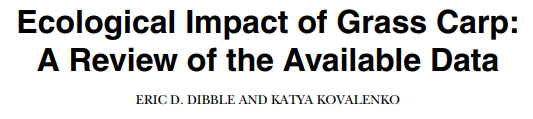 Ecological Impact of Grass Carp:
A Review of the Available Data
ERIC D. DIBBLE AND KATYA KOVALENKO